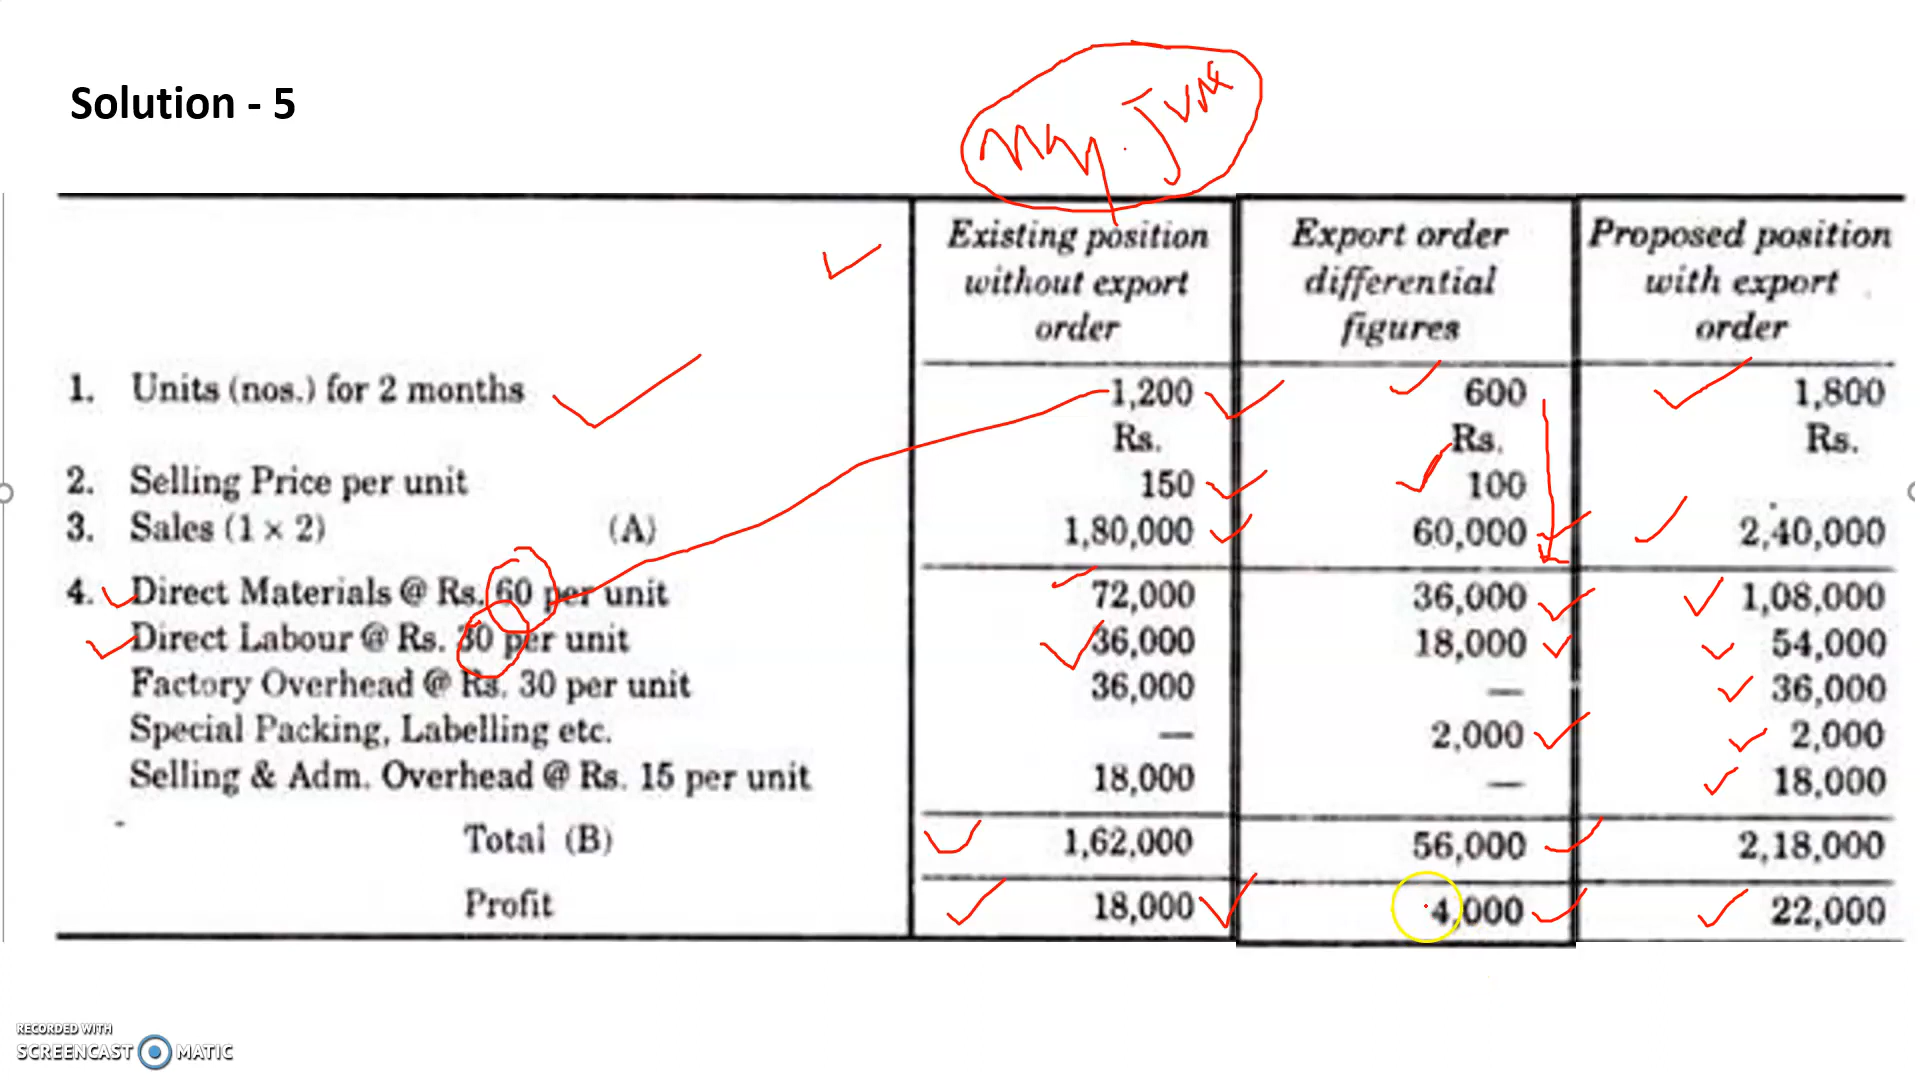 Solution - 5
May. June
Existing position without export order
Export order differential figures
Proposed position with export order
1. Units (nos.) for 2 months 1,200 600 1,800
Rs. Rs. Rs.
2. Selling Price per unit 150 100
3. Sales (1 × 2) (A) 1,80,000 60,000 2,40,000
4. Direct Materials @ Rs. 60 per unit 72,000 36,000 1,08,000
Direct Labour @ Rs. 30 per unit 36,000 18,000 54,000
Factory Overhead @ Rs. 30 per unit 36,000 — 36,000
Special Packing, Labelling etc. — 2,000 2,000
Selling & Adm. Overhead @ Rs. 15 per unit 18,000 — 18,000
Total (B) 1,62,000 56,000 2,18,000
Profit 18,000 4,000 22,000
RECORDED WITH
SCREENCAST MATIC